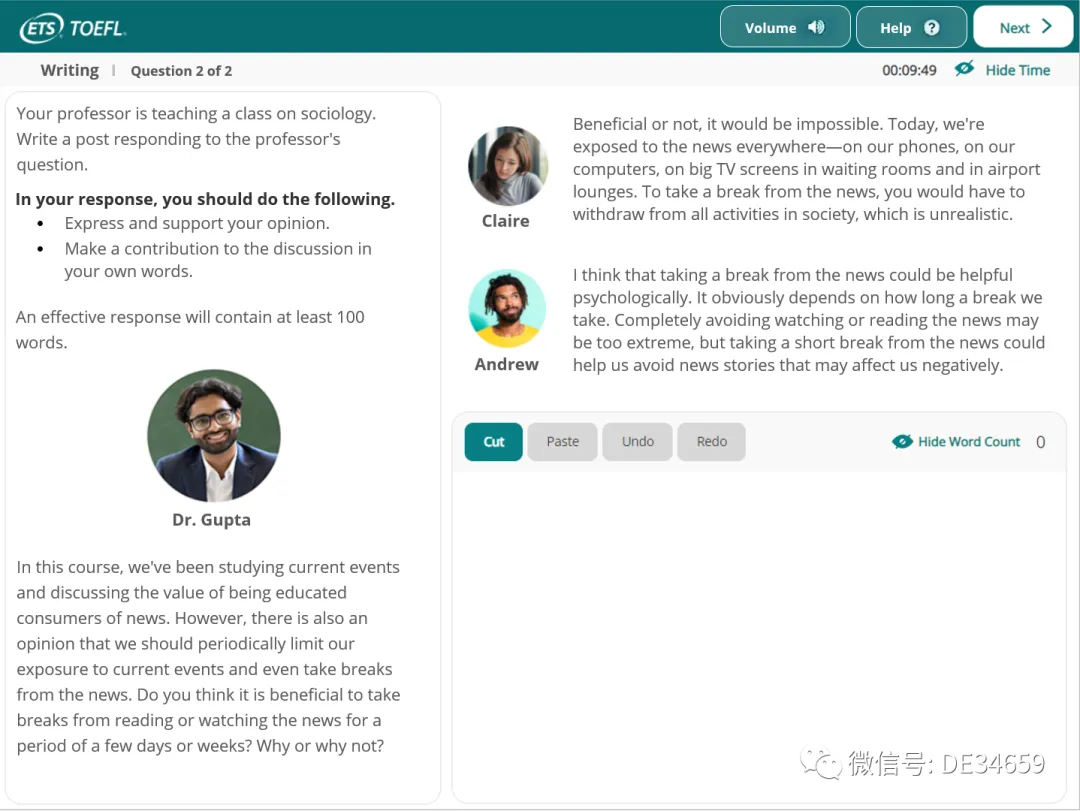 ETS TOEFL
Volume
Help ?
Next
Writing | Question 2 of 2
00:09:49 Hide Time
Your professor is teaching a class on sociology.
Write a post responding to the professor's
question.
In your response, you should do the following.
• Express and support your opinion.
• Make a contribution to the discussion in
your own words.
An effective response will contain at least 100
words.
Dr. Gupta
In this course, we've been studying current events
and discussing the value of being educated
consumers of news. However, there is also an
opinion that we should periodically limit our
exposure to current events and even take breaks
from the news. Do you think it is beneficial to take
breaks from reading or watching the news for a
period of a few days or weeks? Why or why not?
Claire
Beneficial or not, it would be impossible. Today, we're
exposed to the news everywhere—on our phones, on our
computers, on big TV screens in waiting rooms and in airport
lounges. To take a break from the news, you would have to
withdraw from all activities in society, which is unrealistic.
Andrew
I think that taking a break from the news could be helpful
psychologically. It obviously depends on how long a break we
take. Completely avoiding watching or reading the news may
be too extreme, but taking a short break from the news could
help us avoid news stories that may affect us negatively.
Cut
Paste
Undo
Redo
Hide Word Count 0
微信号: DE34659